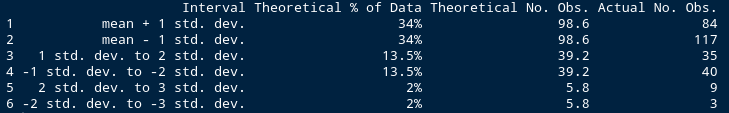 Interval Theoretical % of Data Theoretical No. Obs. Actual No. Obs.
1 mean + 1 std. dev. 34% 98.6 84
2 mean - 1 std. dev. 34% 98.6 117
3 1 std. dev. to 2 std. dev. 13.5% 39.2 35
4 -1 std. dev. to -2 std. dev. 13.5% 39.2 40
5 2 std. dev. to 3 std. dev. 2% 5.8 9
6 -2 std. dev. to -3 std. dev. 2% 5.8 3